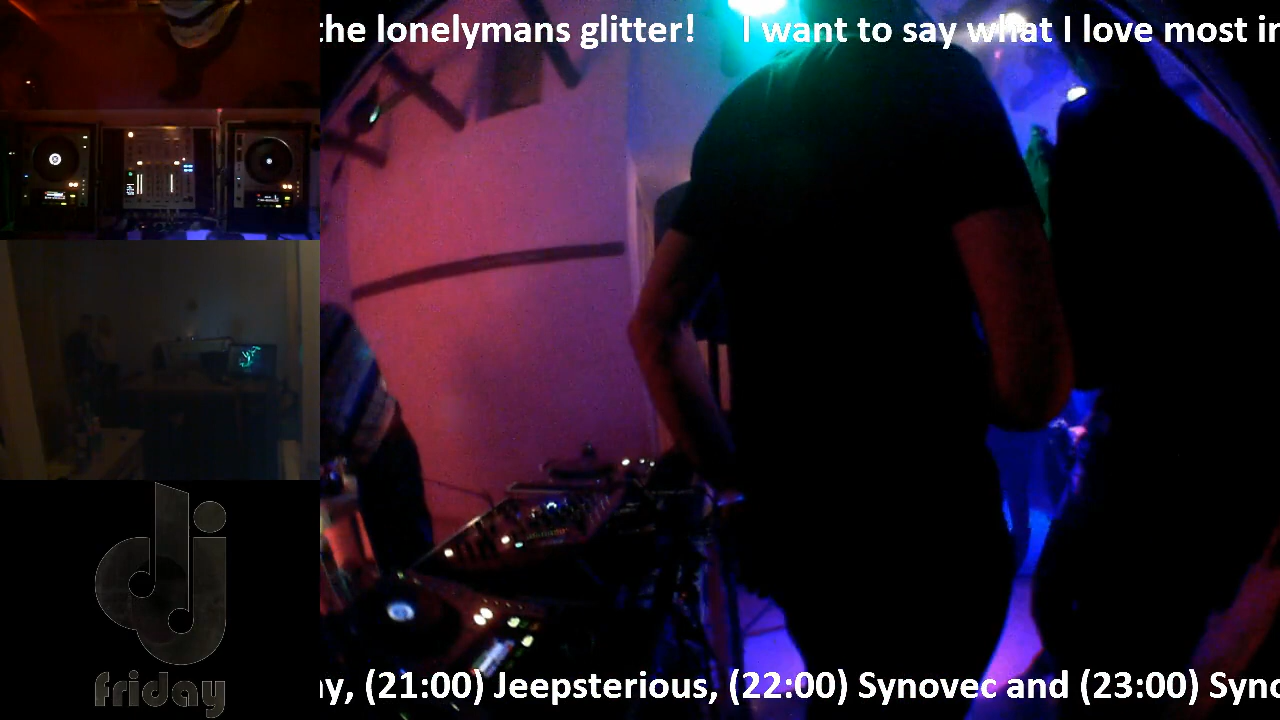 the lonelymans glitter! I want to say what I love most in
y, (21:00) Jeepsterious, (22:00) Synovec and (23:00) Syno
dj
friday